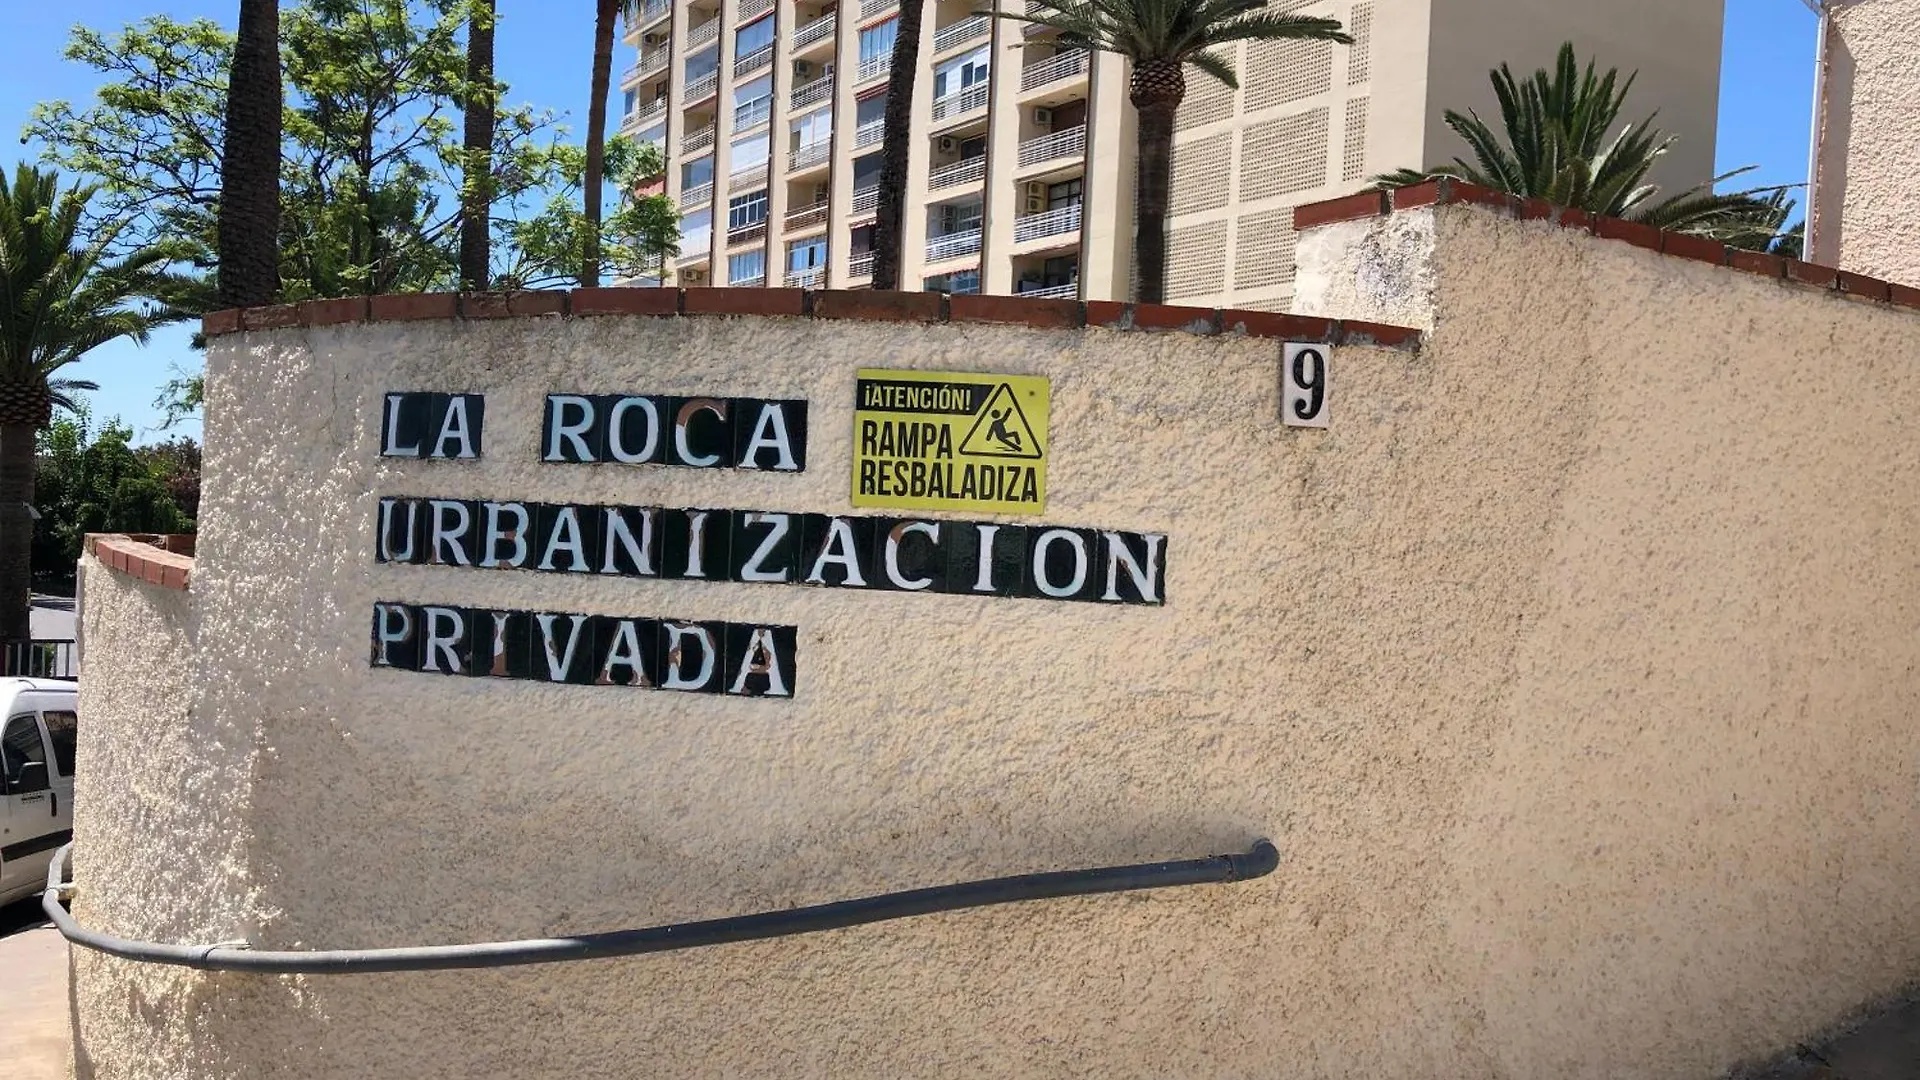 LA ROCA
¡ATENCIÓN!
RAMPA
RESBALADIZA
9
URBANIZACION
PRIVADA